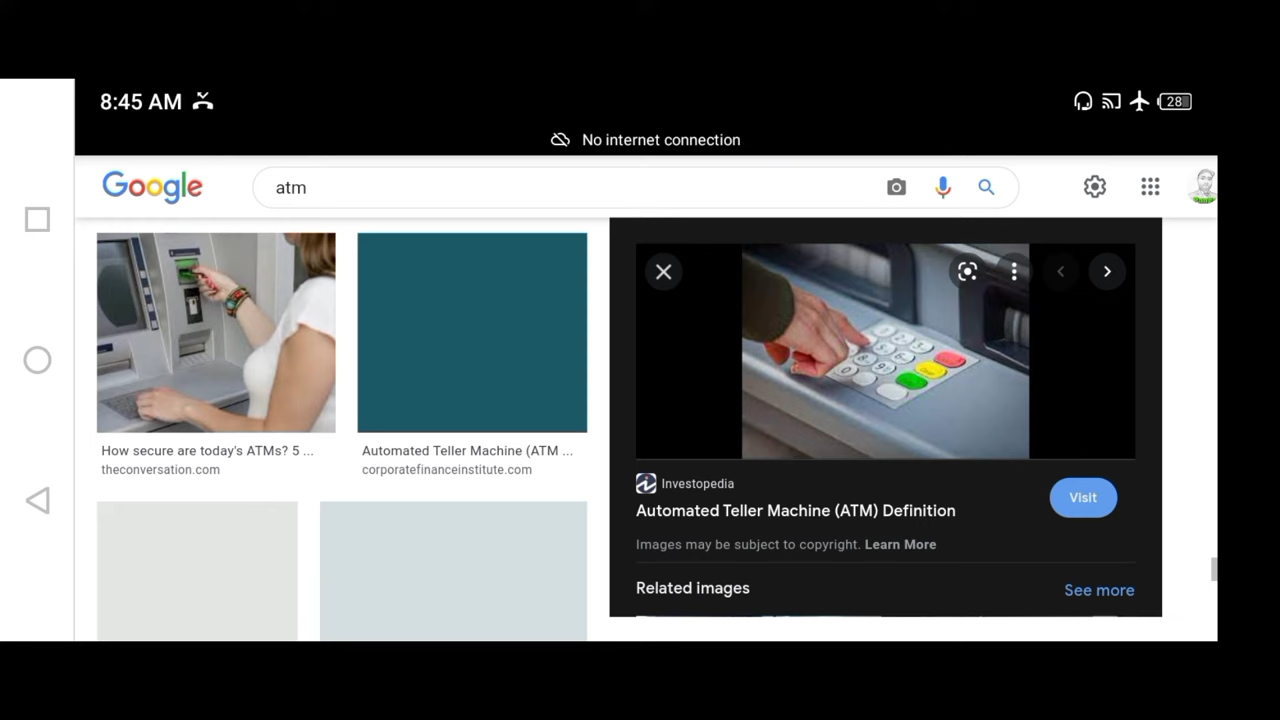 8:45 AM
28
No internet connection
Google
atm
How secure are today's ATMs? 5 ...
theconversation.com
Automated Teller Machine (ATM ...
corporatefinanceinstitute.com
Investopedia
Automated Teller Machine (ATM) Definition
Visit
Images may be subject to copyright. Learn More
Related images
See more